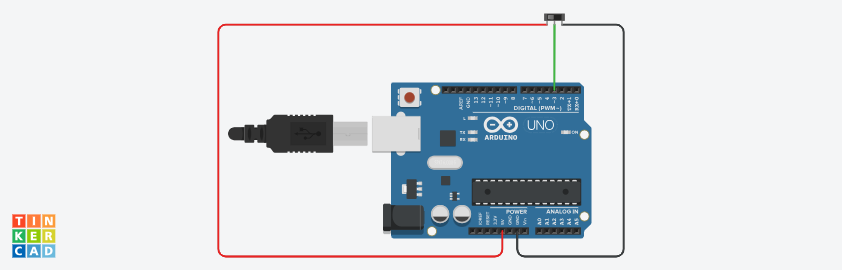 AREF
GND
13
12
~11
~10
~9
8
7
~6
~5
4
~3
2
TX→1
RX←0
DIGITAL (PWM~)
L
TX
RX
UNO
ON
ARDUINO
POWER
ANALOG IN
IOREF
RESET
3.3V
5V
GND
GND
Vin
A0
A1
A2
A3
A4
A5
TIN
KER
CAD